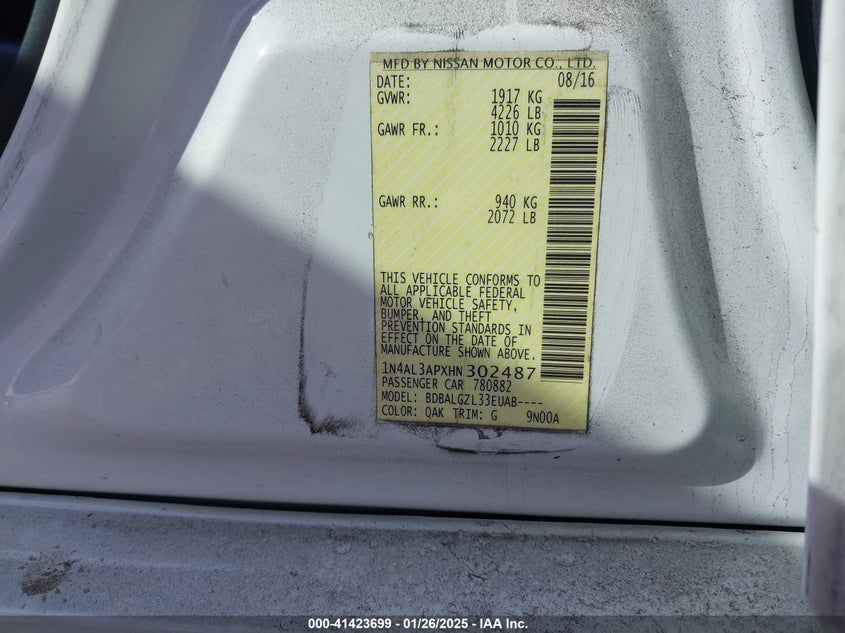 MFD BY NISSAN MOTOR CO., LTD.
DATE: 08/16
GVWR: 1917 KG
4226 LB
GAWR FR.: 1010 KG
2227 LB
GAWR RR.: 940 KG
2072 LB
THIS VEHICLE CONFORMS TO
ALL APPLICABLE FEDERAL
MOTOR VEHICLE SAFETY,
BUMPER, AND THEFT
PREVENTION STANDARDS IN
EFFECT ON THE DATE OF
MANUFACTURE SHOWN ABOVE.
1N4AL3APXHN302487
PASSENGER CAR 780882
MODEL: BDBALGZL33EUAB----
COLOR: QAK TRIM: G 9N00A
000-41423699 - 01/26/2025 - IAA Inc.